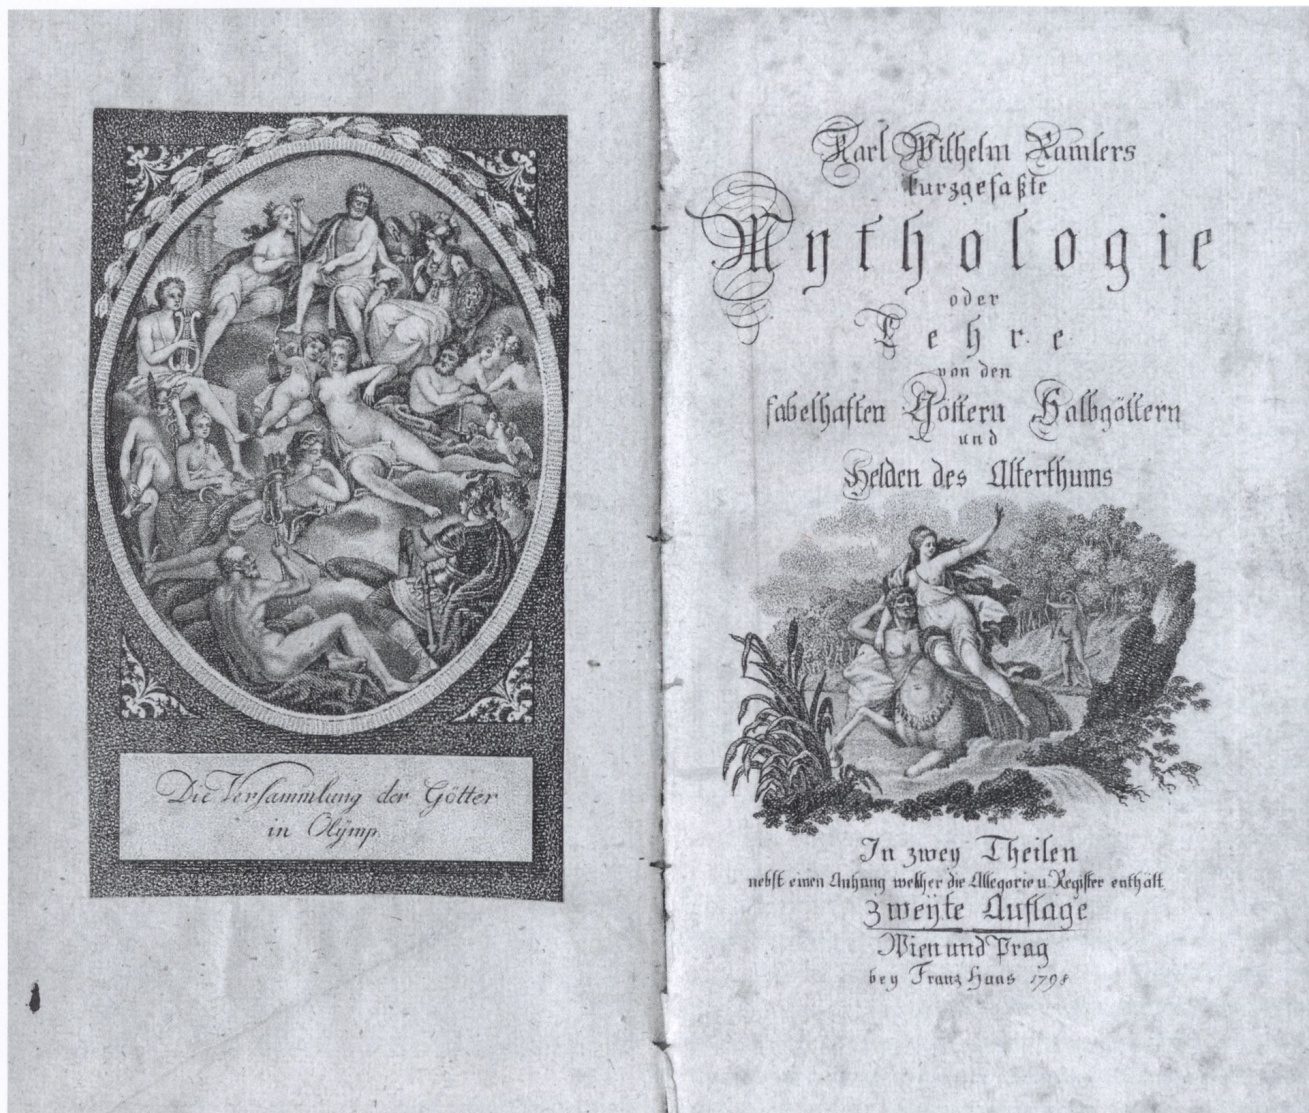 Die Versammlung der Götter
in Olÿmp.
Karl Wilhelm Ramlers
kurzgefaßte
Mythologie
oder
Lehre
von den
fabelhaften Göttern Halbgöttern
und
Helden des Alterthums
In zwey Theilen
nebst einen Anhang welcher die Allegorie u. Register enthält.
zweÿte Auflage
Wien und Prag
bey Franz Haas 1798